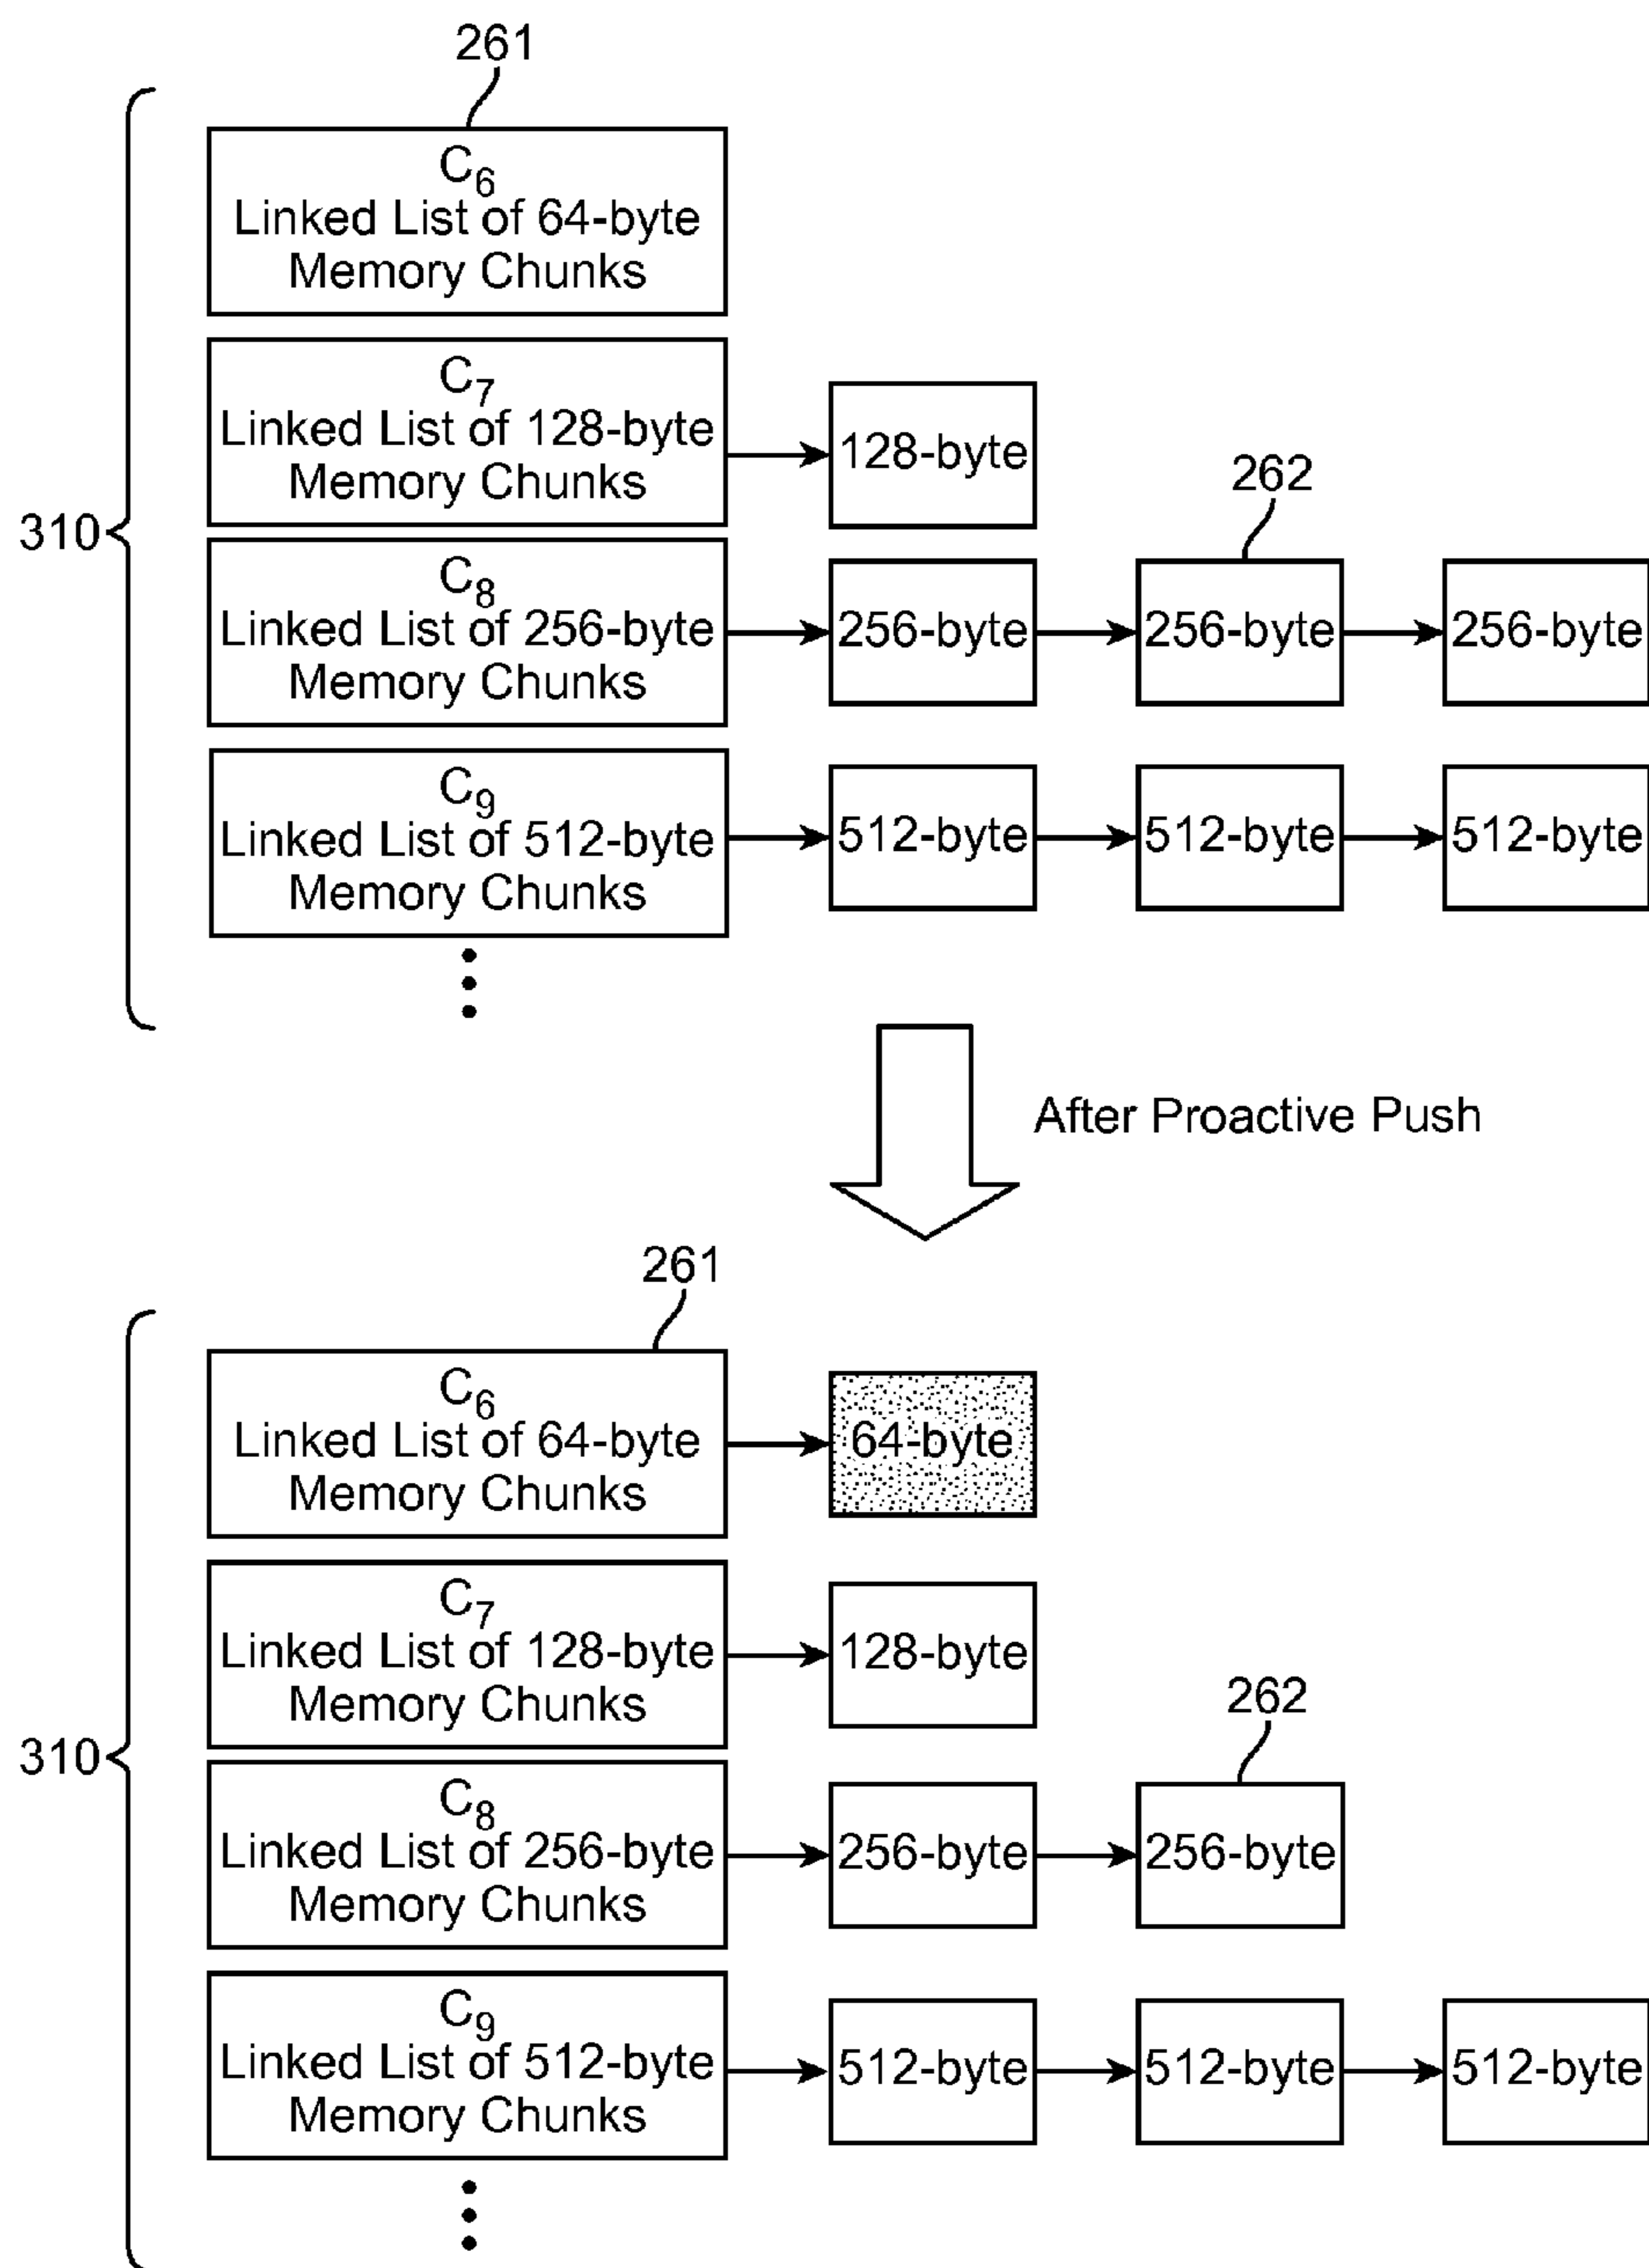 261
C6
Linked List of 64-byte
Memory Chunks
C7
Linked List of 128-byte
Memory Chunks
128-byte
310
262
C8
Linked List of 256-byte
Memory Chunks
256-byte
256-byte
256-byte
C9
Linked List of 512-byte
Memory Chunks
512-byte
512-byte
512-byte
After Proactive Push
261
C6
Linked List of 64-byte
Memory Chunks
64-byte
C7
Linked List of 128-byte
Memory Chunks
128-byte
310
262
C8
Linked List of 256-byte
Memory Chunks
256-byte
256-byte
C9
Linked List of 512-byte
Memory Chunks
512-byte
512-byte
512-byte